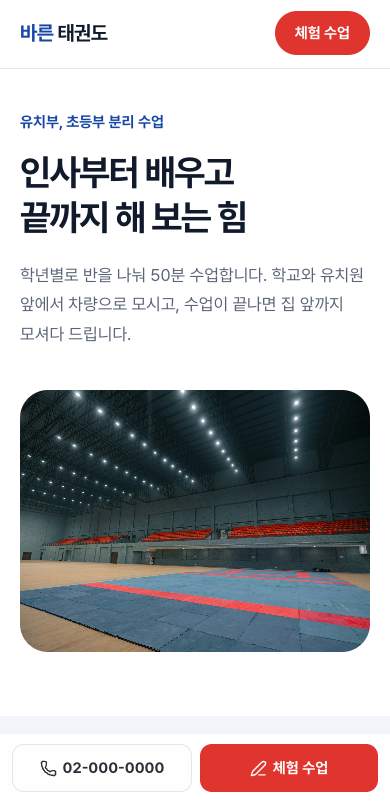 바른 태권도
체험 수업
유치부, 초등부 분리 수업
인사부터 배우고
끝까지 해 보는 힘
학년별로 반을 나눠 50분 수업합니다. 학교와 유치원
앞에서 차량으로 모시고, 수업이 끝나면 집 앞까지
모셔다 드립니다.
02-000-0000
체험 수업